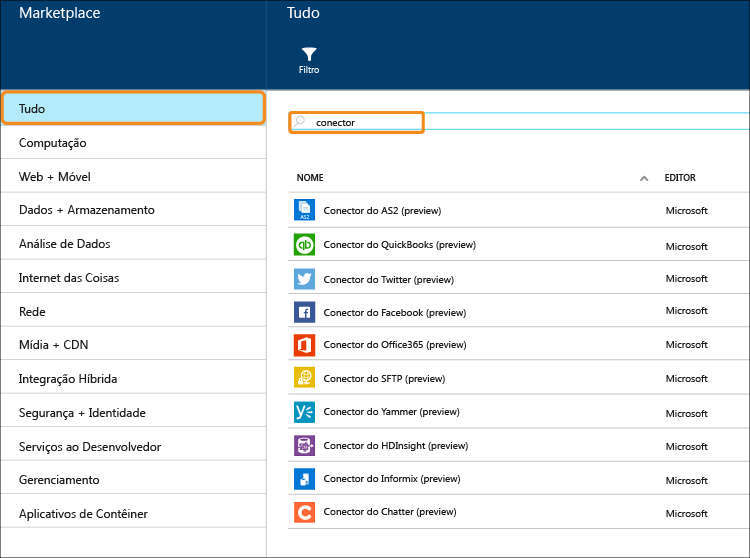 Marketplace
Tudo
Filtro
Tudo
Computação
Web + Móvel
Dados + Armazenamento
Análise de Dados
Internet das Coisas
Rede
Mídia + CDN
Integração Híbrida
Segurança + Identidade
Serviços ao Desenvolvedor
Gerenciamento
Aplicativos de Contêiner
conector
NOME EDITOR
AS2 Conector do AS2 (preview) Microsoft
qb Conector do QuickBooks (preview) Microsoft
Conector do Twitter (preview) Microsoft
Conector do Facebook (preview) Microsoft
Conector do Office365 (preview) Microsoft
Conector do SFTP (preview) Microsoft
Conector do Yammer (preview) Microsoft
Conector do HDInsight (preview) Microsoft
Conector do Informix (preview) Microsoft
Conector do Chatter (preview) Microsoft